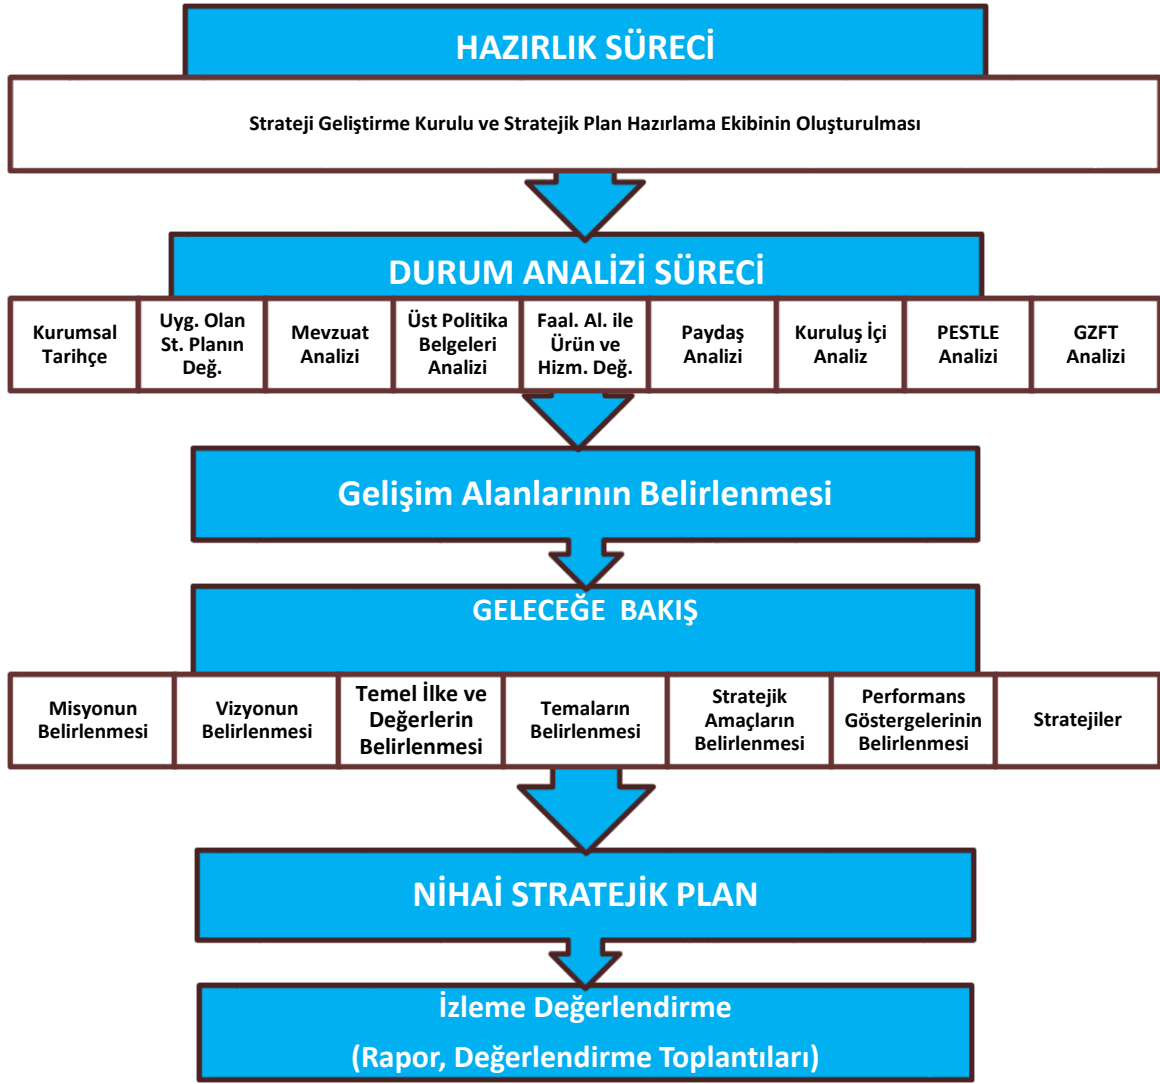 HAZIRLIK SÜRECİ
Strateji Geliştirme Kurulu ve Stratejik Plan Hazırlama Ekibinin Oluşturulması
DURUM ANALİZİ SÜRECİ
Kurumsal
Tarihçe
Uyg. Olan
St. Planın
Değ.
Mevzuat
Analizi
Üst Politika
Belgeleri
Analizi
Faal. Al. ile
Ürün ve
Hizm. Değ.
Paydaş
Analizi
Kuruluş İçi
Analiz
PESTLE
Analizi
GZFT
Analizi
Gelişim Alanlarının Belirlenmesi
GELECEĞE  BAKIŞ
Misyonun
Belirlenmesi
Vizyonun
Belirlenmesi
Temel İlke ve
Değerlerin
Belirlenmesi
Temaların
Belirlenmesi
Stratejik
Amaçların
Belirlenmesi
Performans
Göstergelerinin
Belirlenmesi
Stratejiler
NİHAİ STRATEJİK PLAN
İzleme Değerlendirme
(Rapor, Değerlendirme Toplantıları)